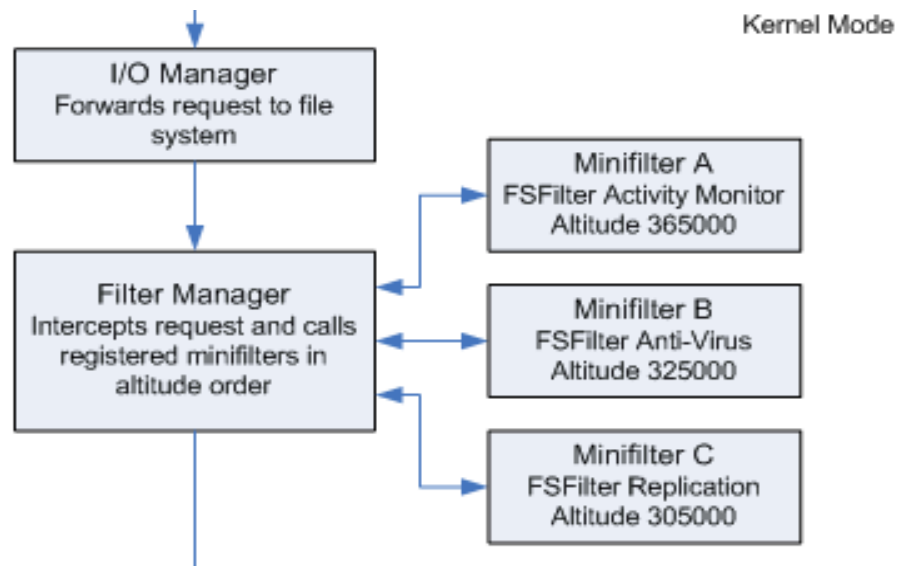 Kernel Mode
I/O Manager
Forwards request to file
system
Minifilter A
FSFilter Activity Monitor
Altitude 365000
Filter Manager
Intercepts request and calls
registered minifilters in
altitude order
Minifilter B
FSFilter Anti-Virus
Altitude 325000
Minifilter C
FSFilter Replication
Altitude 305000